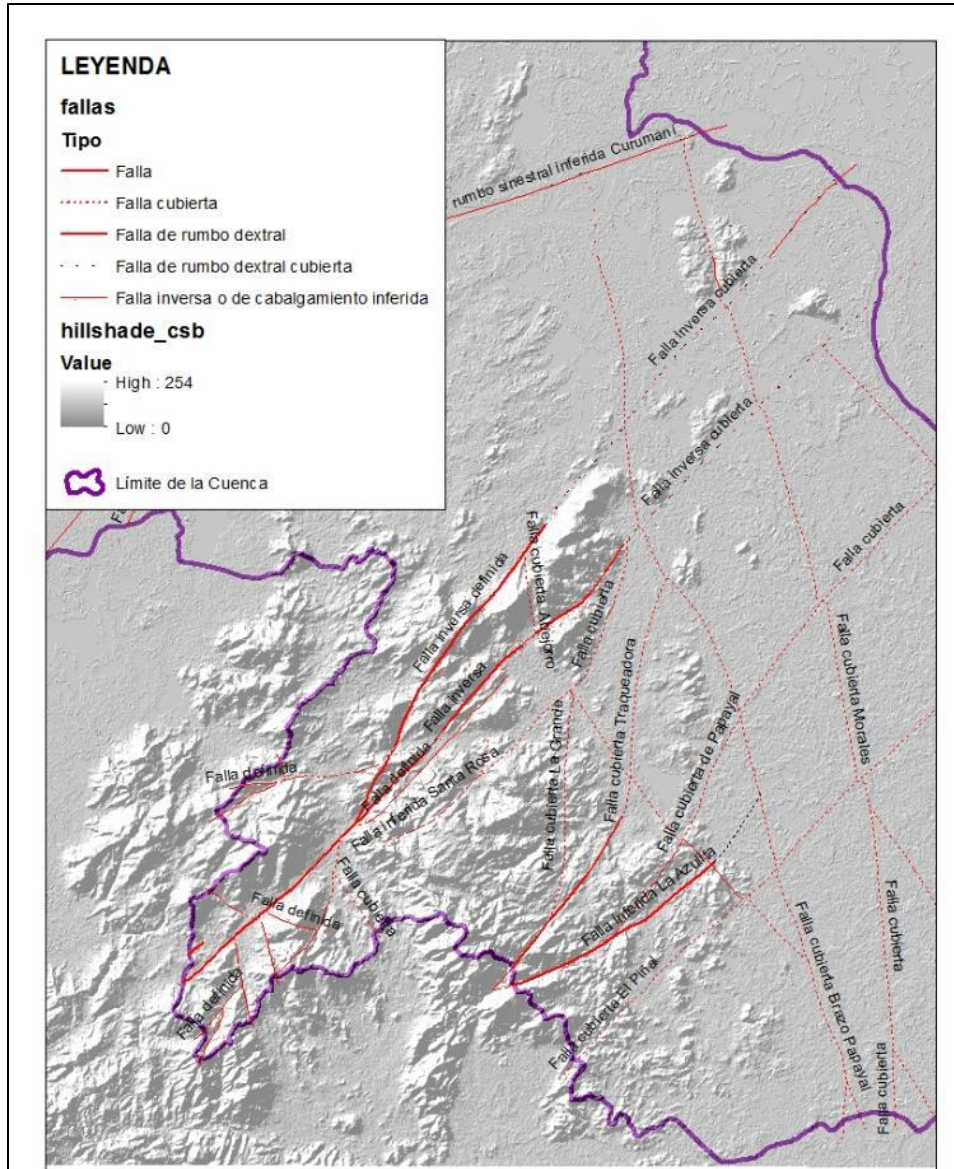 LEYENDA
fallas
Tipo
Falla
Falla cubierta
Falla de rumbo dextral
Falla de rumbo dextral cubierta
Falla inversa o de cabalgamiento inferida
hillshade_csb
Value
High : 254
Low : 0
Límite de la Cuenca
rumbo sinestral inferida Curumaní
Falla inversa cubierta
Falla inversa cubierta
Falla cubierta
Falla cubierta Abejorro
Falla inversa definida
Falla cubierta
Falla inversa
Falla cubierta Traqueadora
Falla cubierta Morales
Falla cubierta de Papayal
Falla cubierta La Grande
Falla definida
Falla definida
Falla inferida Santa Rosa
Falla cubierta
Falla definida
Falla inferida La Azulita
Falla definida
Falla cubierta El Pinal
Falla cubierta Brazo Papayal
Falla cubierta
Falla cubierta